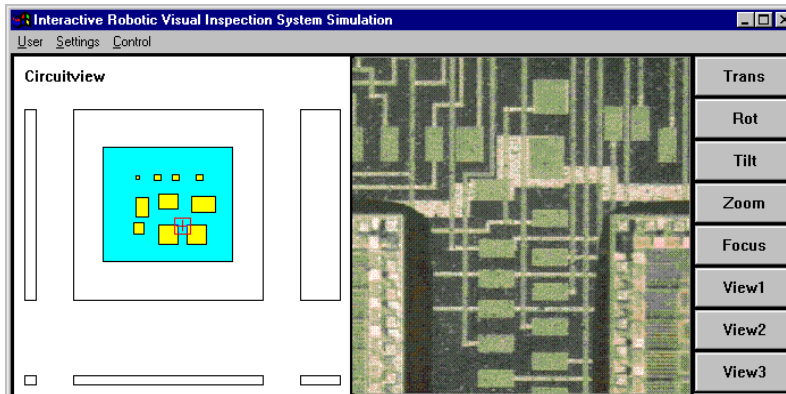 Interactive Robotic Visual Inspection System Simulation
User Settings Control
Circuitview
Trans
Rot
Tilt
Zoom
Focus
View1
View2
View3